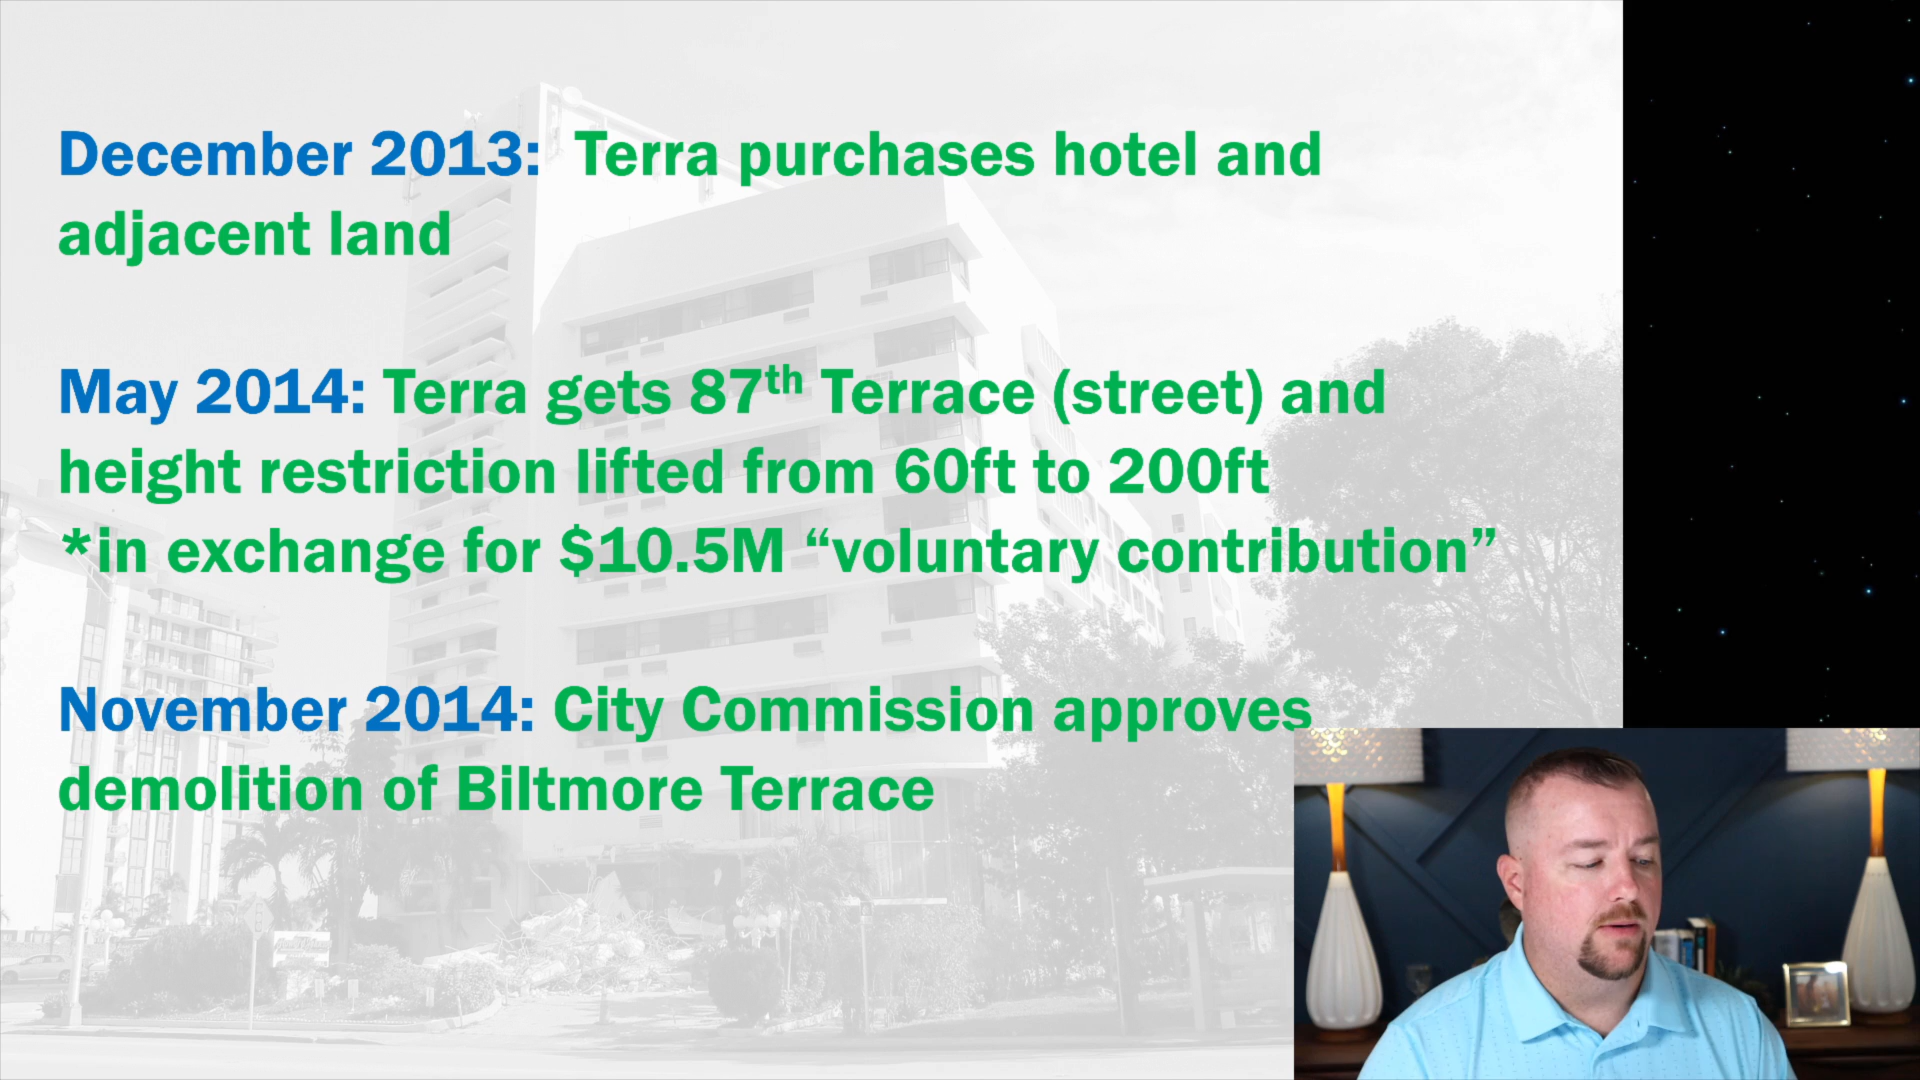 December 2013: Terra purchases hotel and
adjacent land
May 2014: Terra gets 87th Terrace (street) and
height restriction lifted from 60ft to 200ft
*in exchange for $10.5M “voluntary contribution”
November 2014: City Commission approves
demolition of Biltmore Terrace